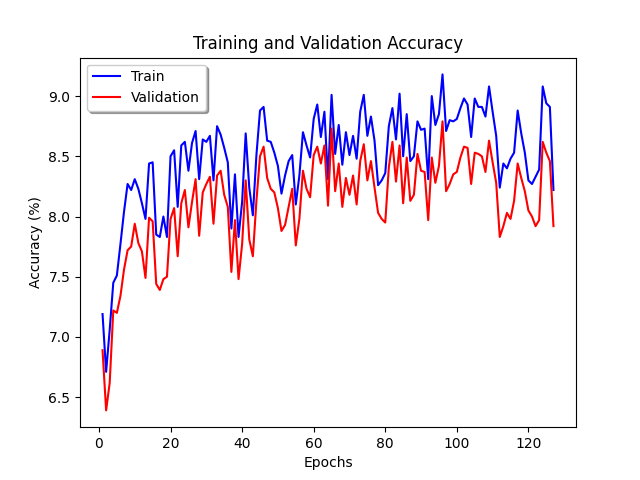 Training and Validation Accuracy
Train
Validation
Accuracy (%)
9.0
8.5
8.0
7.5
7.0
6.5
0 20 40 60 80 100 120
Epochs